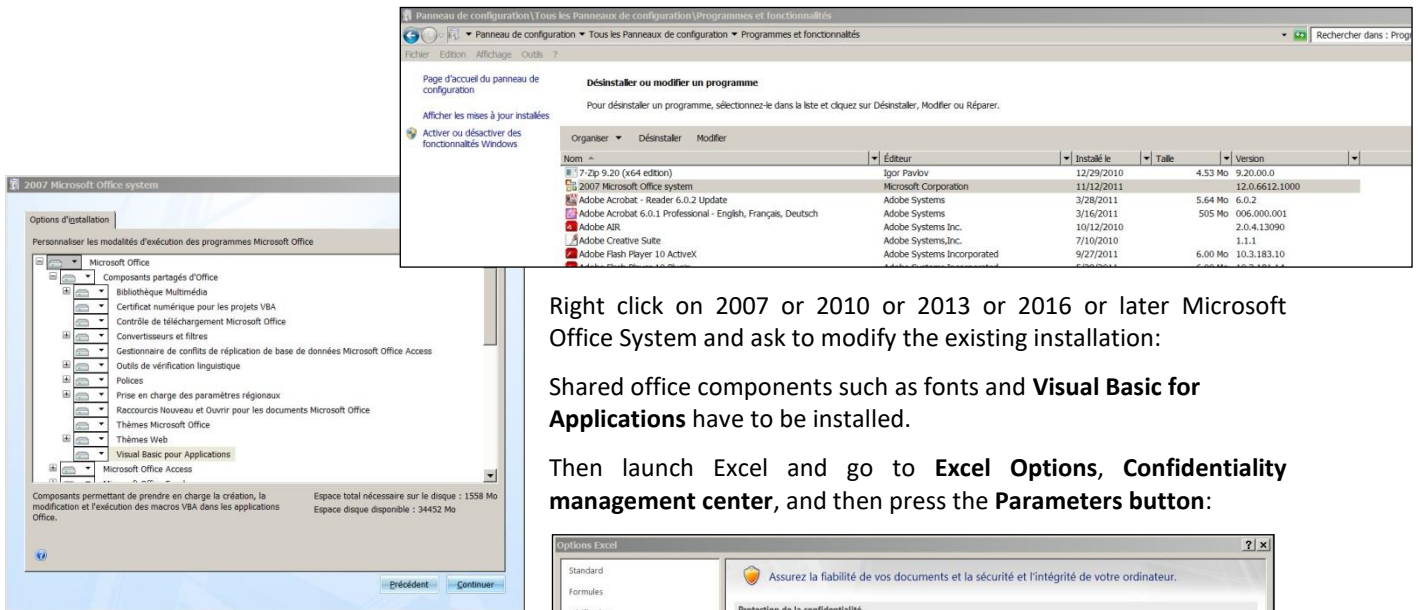 Panneau de configuration\Tous les Panneaux de configuration\Programmes et fonctionnalités
Panneau de configuration Tous les Panneaux de configuration Programmes et fonctionnalités
Rechercher dans : Progr
Fichier Edition Affichage Outils ?
Page d'accueil du panneau de
configuration
Afficher les mises à jour installées
Activer ou désactiver des
fonctionnalités Windows
Désinstaller ou modifier un programme
Pour désinstaller un programme, sélectionnez-le dans la liste et cliquez sur Désinstaller, Modifier ou Réparer.
Organiser Désinstaller Modifier
Nom Éditeur Installé le Taille Version
7-Zip 9.20 (x64 edition) Igor Pavlov 12/29/2010 4.53 Mo 9.20.00.0
2007 Microsoft Office system Microsoft Corporation 11/12/2011 12.0.6612.1000
Adobe Acrobat - Reader 6.0.2 Update Adobe Systems 3/28/2011 5.64 Mo 6.0.2
Adobe Acrobat 6.0.1 Professional - English, Français, Deutsch Adobe Systems 3/16/2011 505 Mo 006.000.001
Adobe AIR Adobe Systems Inc. 10/12/2010 2.0.4.13090
Adobe Creative Suite Adobe Systems,Inc. 7/10/2010 1.1.1
Adobe Flash Player 10 ActiveX Adobe Systems Incorporated 9/27/2011 6.00 Mo 10.3.183.10
2007 Microsoft Office system
Options d'installation
Personnaliser les modalités d'exécution des programmes Microsoft Office
Microsoft Office
Composants partagés d'Office
Bibliothèque Multimédia
Certificat numérique pour les projets VBA
Contrôle de téléchargement Microsoft Office
Convertisseurs et filtres
Gestionnaire de conflits de réplication de base de données Microsoft Office Access
Outils de vérification linguistique
Polices
Prise en charge des paramètres régionaux
Raccourcis Nouveau et Ouvrir pour les documents Microsoft Office
Thèmes Microsoft Office
Thèmes Web
Visual Basic pour Applications
Microsoft Office Access
Composants permettant de prendre en charge la création, la
modification et l'exécution des macros VBA dans les applications
Office.
Espace total nécessaire sur le disque : 1558 Mo
Espace disque disponible : 34452 Mo
Précédent Continuer
Right click on 2007 or 2010 or 2013 or 2016 or later Microsoft
Office System and ask to modify the existing installation:
Shared office components such as fonts and Visual Basic for
Applications have to be installed.
Then launch Excel and go to Excel Options, Confidentiality
management center, and then press the Parameters button:
Options Excel
Standard
Formules
Assurez la fiabilité de vos documents et la sécurité et l'intégrité de votre ordinateur.
Protection de la confidentialité